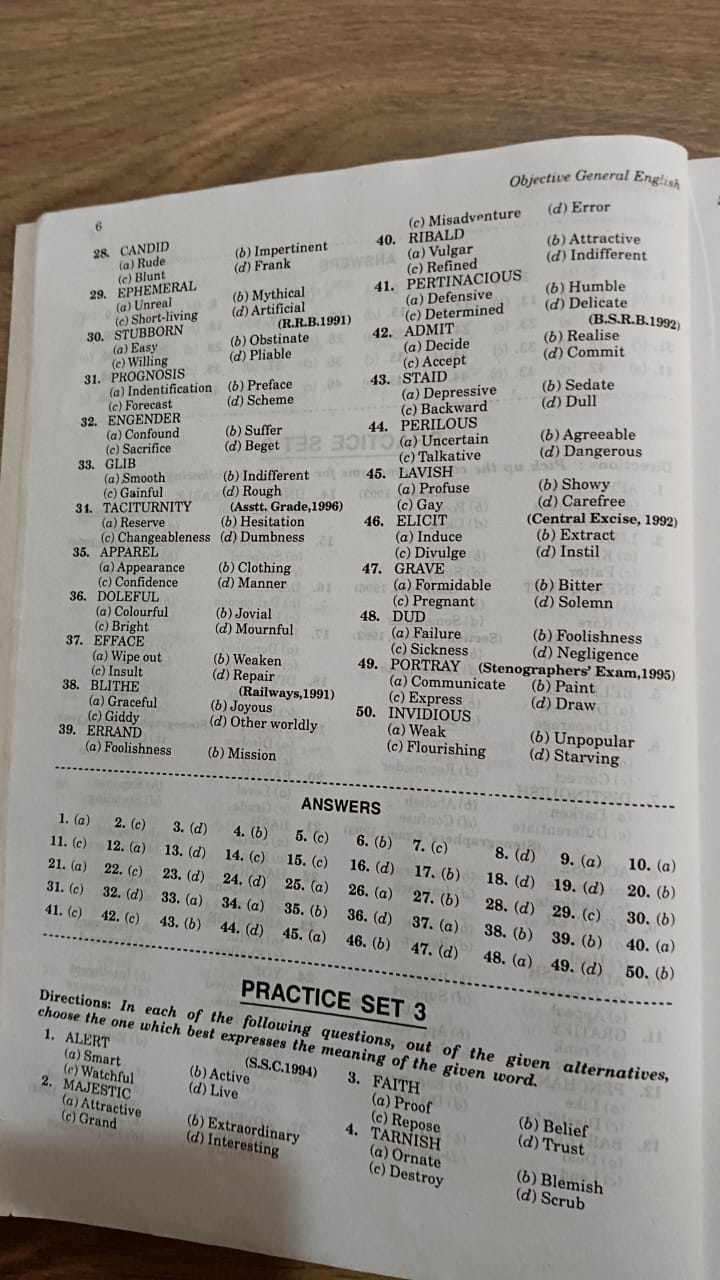 6
Objective General English
28. CANDID
(a) Rude (b) Impertinent
(c) Blunt (d) Frank
29. EPHEMERAL
(a) Unreal (b) Mythical
(c) Short-living (d) Artificial
30. STUBBORN (R.R.B.1991)
(a) Easy (b) Obstinate
(c) Willing (d) Pliable
31. PROGNOSIS
(a) Indentification (b) Preface
(c) Forecast (d) Scheme
32. ENGENDER
(a) Confound (b) Suffer
(c) Sacrifice (d) Beget
33. GLIB
(a) Smooth (b) Indifferent
(c) Gainful (d) Rough
34. TACITURNITY (Asstt. Grade,1996)
(a) Reserve (b) Hesitation
(c) Changeableness (d) Dumbness
35. APPAREL
(a) Appearance (b) Clothing
(c) Confidence (d) Manner
36. DOLEFUL
(a) Colourful (b) Jovial
(c) Bright (d) Mournful
37. EFFACE
(a) Wipe out (b) Weaken
(c) Insult (d) Repair
38. BLITHE (Railways,1991)
(a) Graceful (b) Joyous
(c) Giddy (d) Other worldly
39. ERRAND
(a) Foolishness (b) Mission
(c) Misadventure (d) Error
40. RIBALD
(a) Vulgar (b) Attractive
(c) Refined (d) Indifferent
41. PERTINACIOUS
(a) Defensive (b) Humble
(c) Determined (d) Delicate
42. ADMIT (B.S.R.B.1992)
(a) Decide (b) Realise
(c) Accept (d) Commit
43. STAID
(a) Depressive (b) Sedate
(c) Backward (d) Dull
44. PERILOUS
(a) Uncertain (b) Agreeable
(c) Talkative (d) Dangerous
45. LAVISH
(a) Profuse (b) Showy
(c) Gay (d) Carefree
46. ELICIT (Central Excise, 1992)
(a) Induce (b) Extract
(c) Divulge (d) Instil
47. GRAVE
(a) Formidable (b) Bitter
(c) Pregnant (d) Solemn
48. DUD
(a) Failure (b) Foolishness
(c) Sickness (d) Negligence
49. PORTRAY (Stenographers' Exam,1995)
(a) Communicate (b) Paint
(c) Express (d) Draw
50. INVIDIOUS
(a) Weak (b) Unpopular
(c) Flourishing (d) Starving
ANSWERS
1. (a) 2. (c) 3. (d) 4. (b) 5. (c) 6. (b) 7. (c) 8. (d) 9. (a) 10. (a)
11. (c) 12. (a) 13. (d) 14. (c) 15. (c) 16. (d) 17. (b) 18. (d) 19. (d) 20. (b)
21. (a) 22. (c) 23. (d) 24. (d) 25. (a) 26. (a) 27. (b) 28. (d) 29. (c) 30. (b)
31. (c) 32. (d) 33. (a) 34. (a) 35. (b) 36. (d) 37. (a) 38. (b) 39. (b) 40. (a)
41. (c) 42. (c) 43. (b) 44. (d) 45. (a) 46. (b) 47. (d) 48. (a) 49. (d) 50. (b)
PRACTICE SET 3
Directions: In each of the following questions, out of the given alternatives,
choose the one which best expresses the meaning of the given word.
1. ALERT (S.S.C.1994)
(a) Smart (b) Active
(c) Watchful (d) Live
2. MAJESTIC
(a) Attractive (b) Extraordinary
(c) Grand (d) Interesting
3. FAITH
(a) Proof (b) Belief
(c) Repose (d) Trust
4. TARNISH
(a) Ornate (b) Blemish
(c) Destroy (d) Scrub